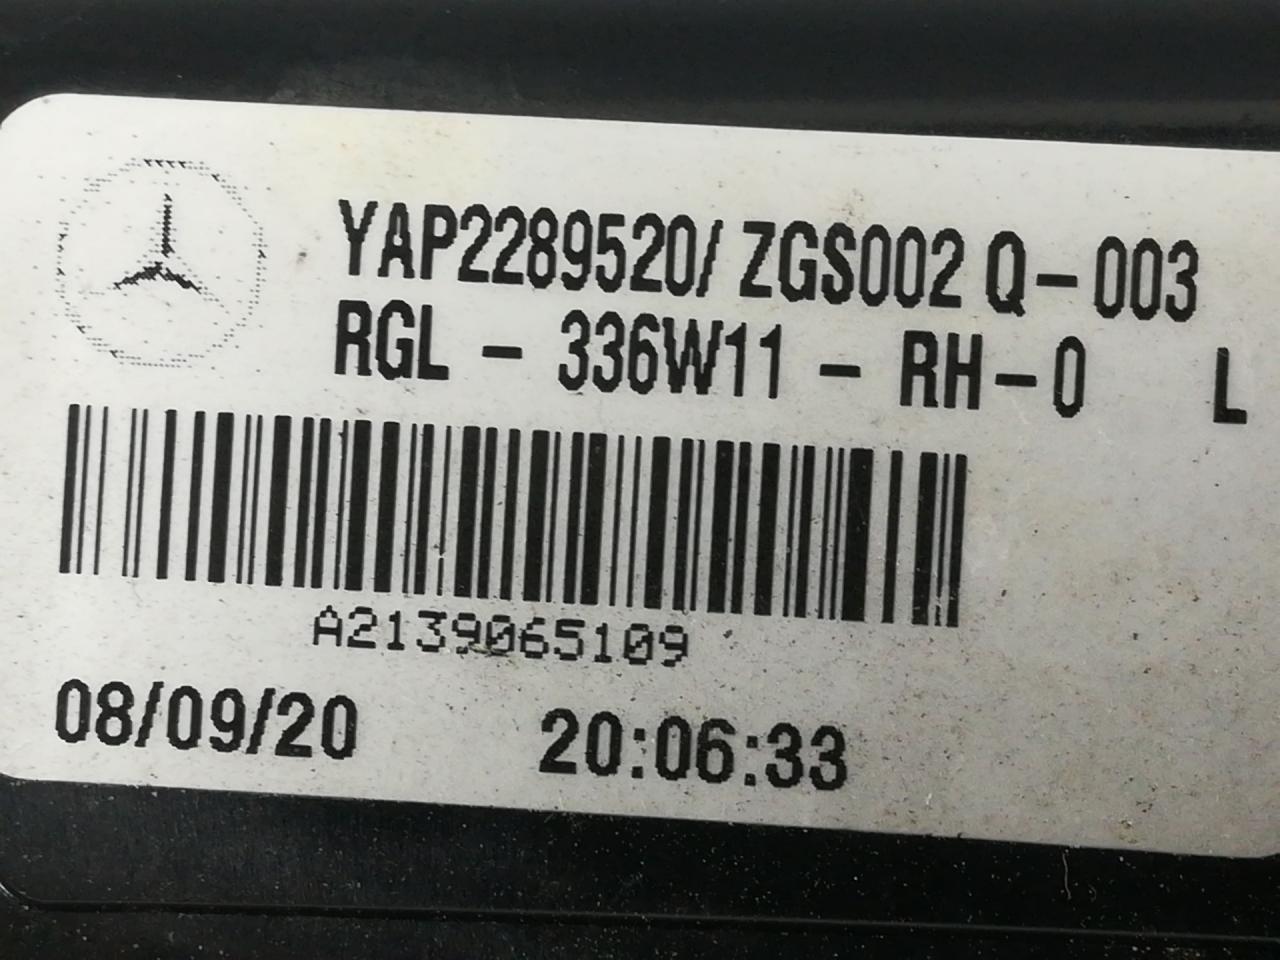 YAP2289520/ ZGS002 Q-003
RGL - 336W11 - RH-0 L
A2139065109
08/09/20 20:06:33